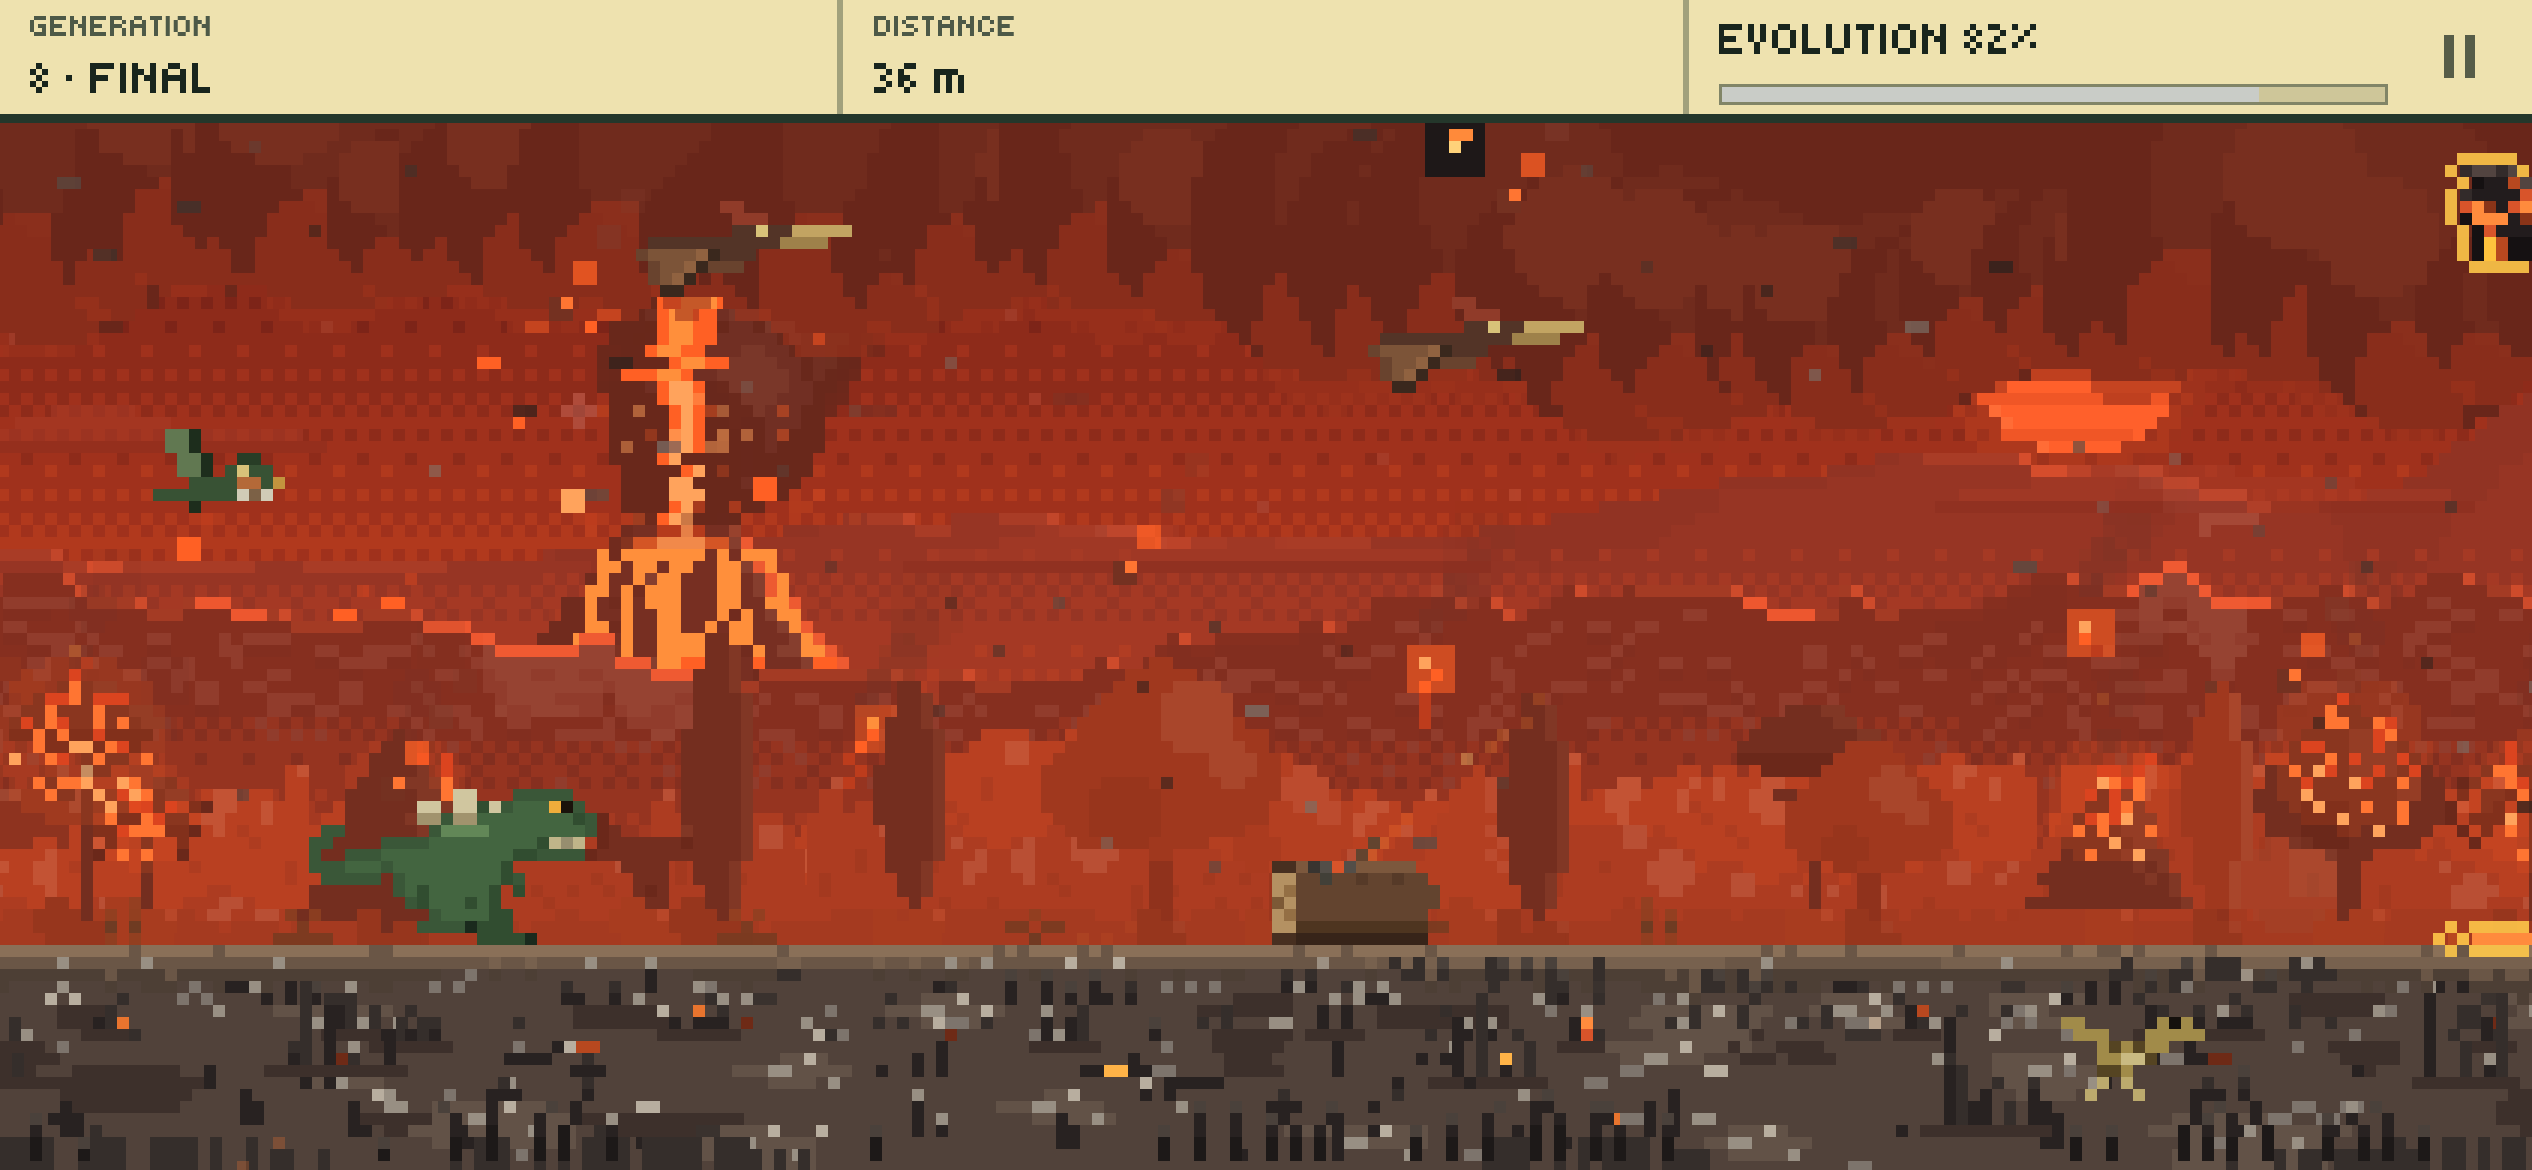 GENERATION
8 · FINAL
DISTANCE
36 m
EVOLUTION 82%